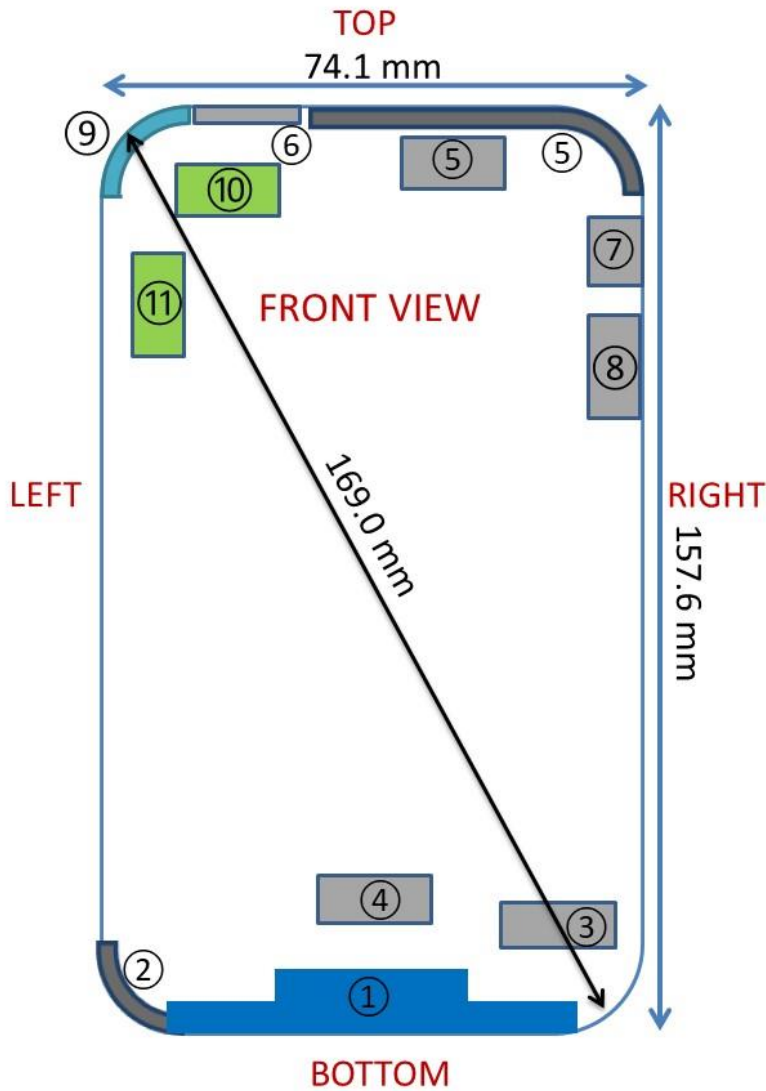 TOP
74.1 mm
⑨
⑥
⑤
⑤
⑩
⑦
⑪
FRONT VIEW
⑧
169.0 mm
LEFT
RIGHT
157.6 mm
④
③
②
①
BOTTOM